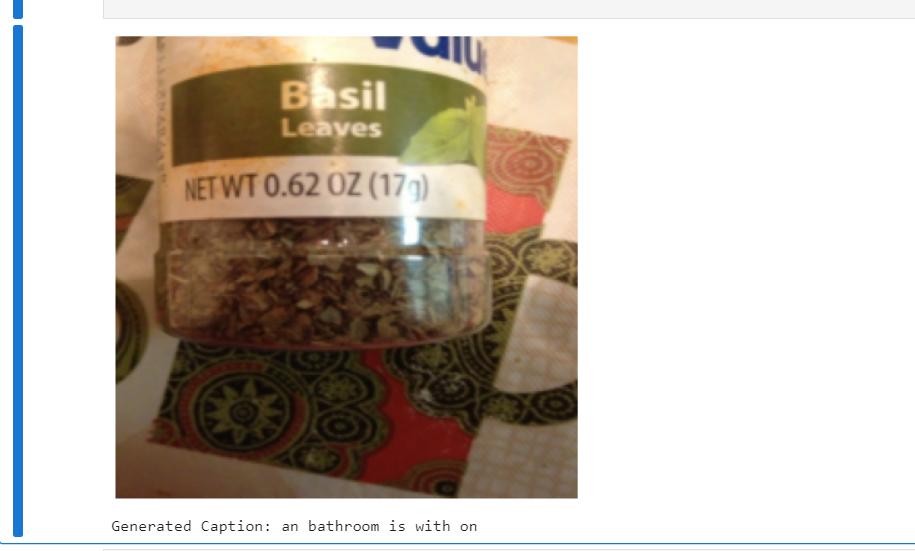 Basil
Leaves
NET WT 0.62 OZ (17g)
Generated Caption: an bathroom is with on